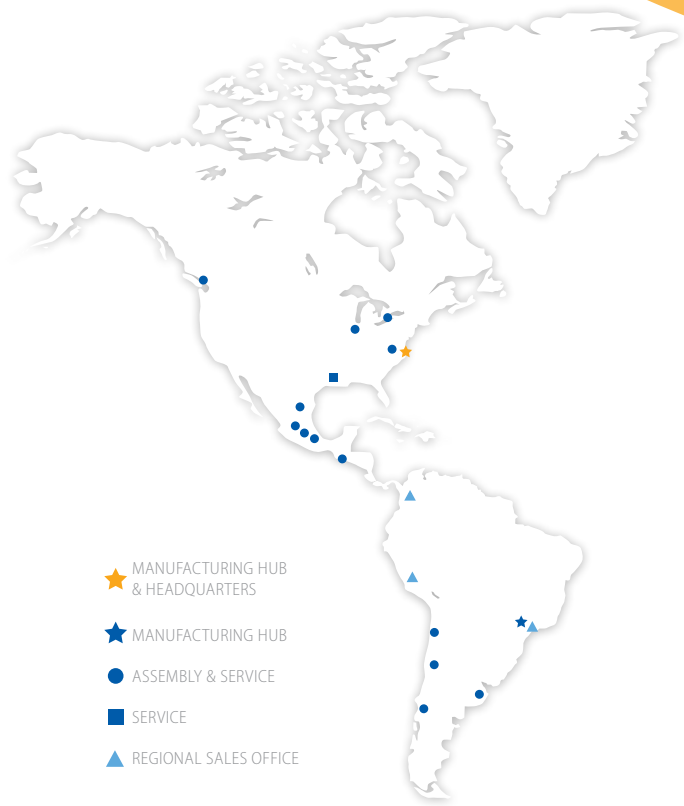 MANUFACTURING HUB
& HEADQUARTERS
MANUFACTURING HUB
ASSEMBLY & SERVICE
SERVICE
REGIONAL SALES OFFICE